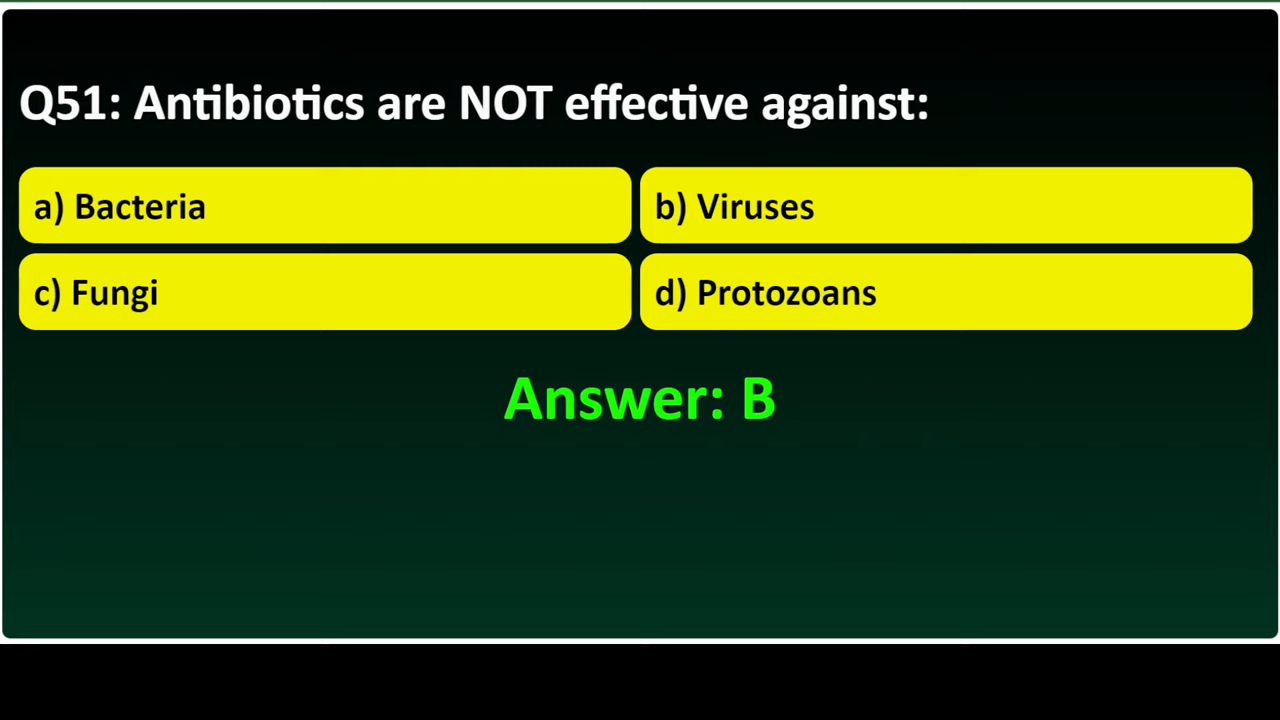 Q51: Antibiotics are NOT effective against:
a) Bacteria
b) Viruses
c) Fungi
d) Protozoans
Answer: B